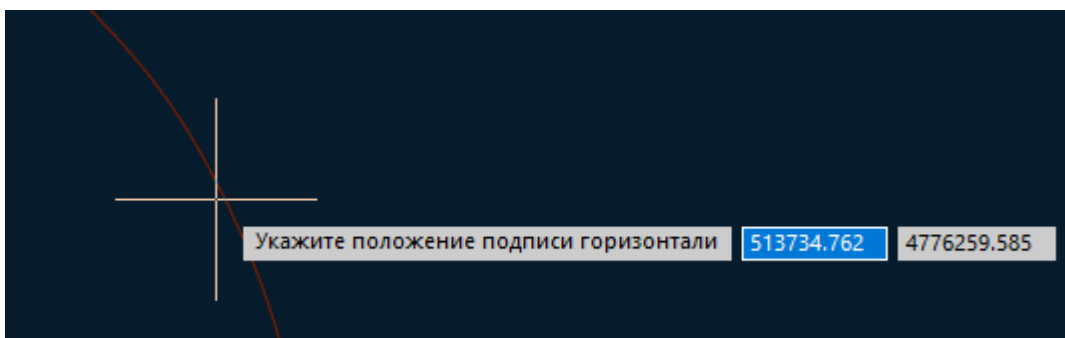 Укажите положение подписи горизонтали 513734.762 4776259.585